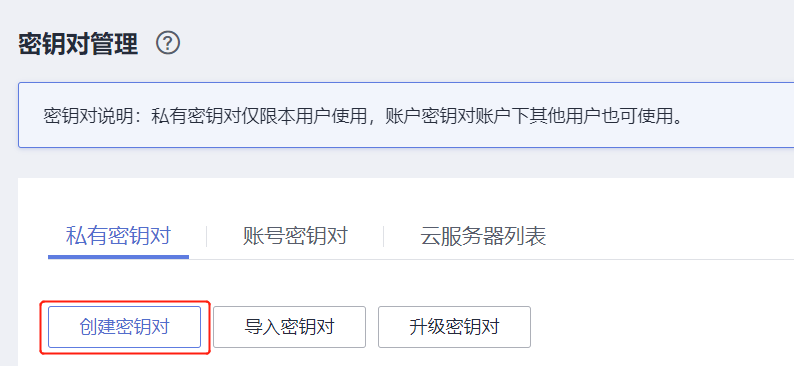 密钥对管理 ?
密钥对说明：私有密钥对仅限本用户使用，账户密钥对账户下其他用户也可使用。
私有密钥对 账号密钥对 云服务器列表
创建密钥对 导入密钥对 升级密钥对